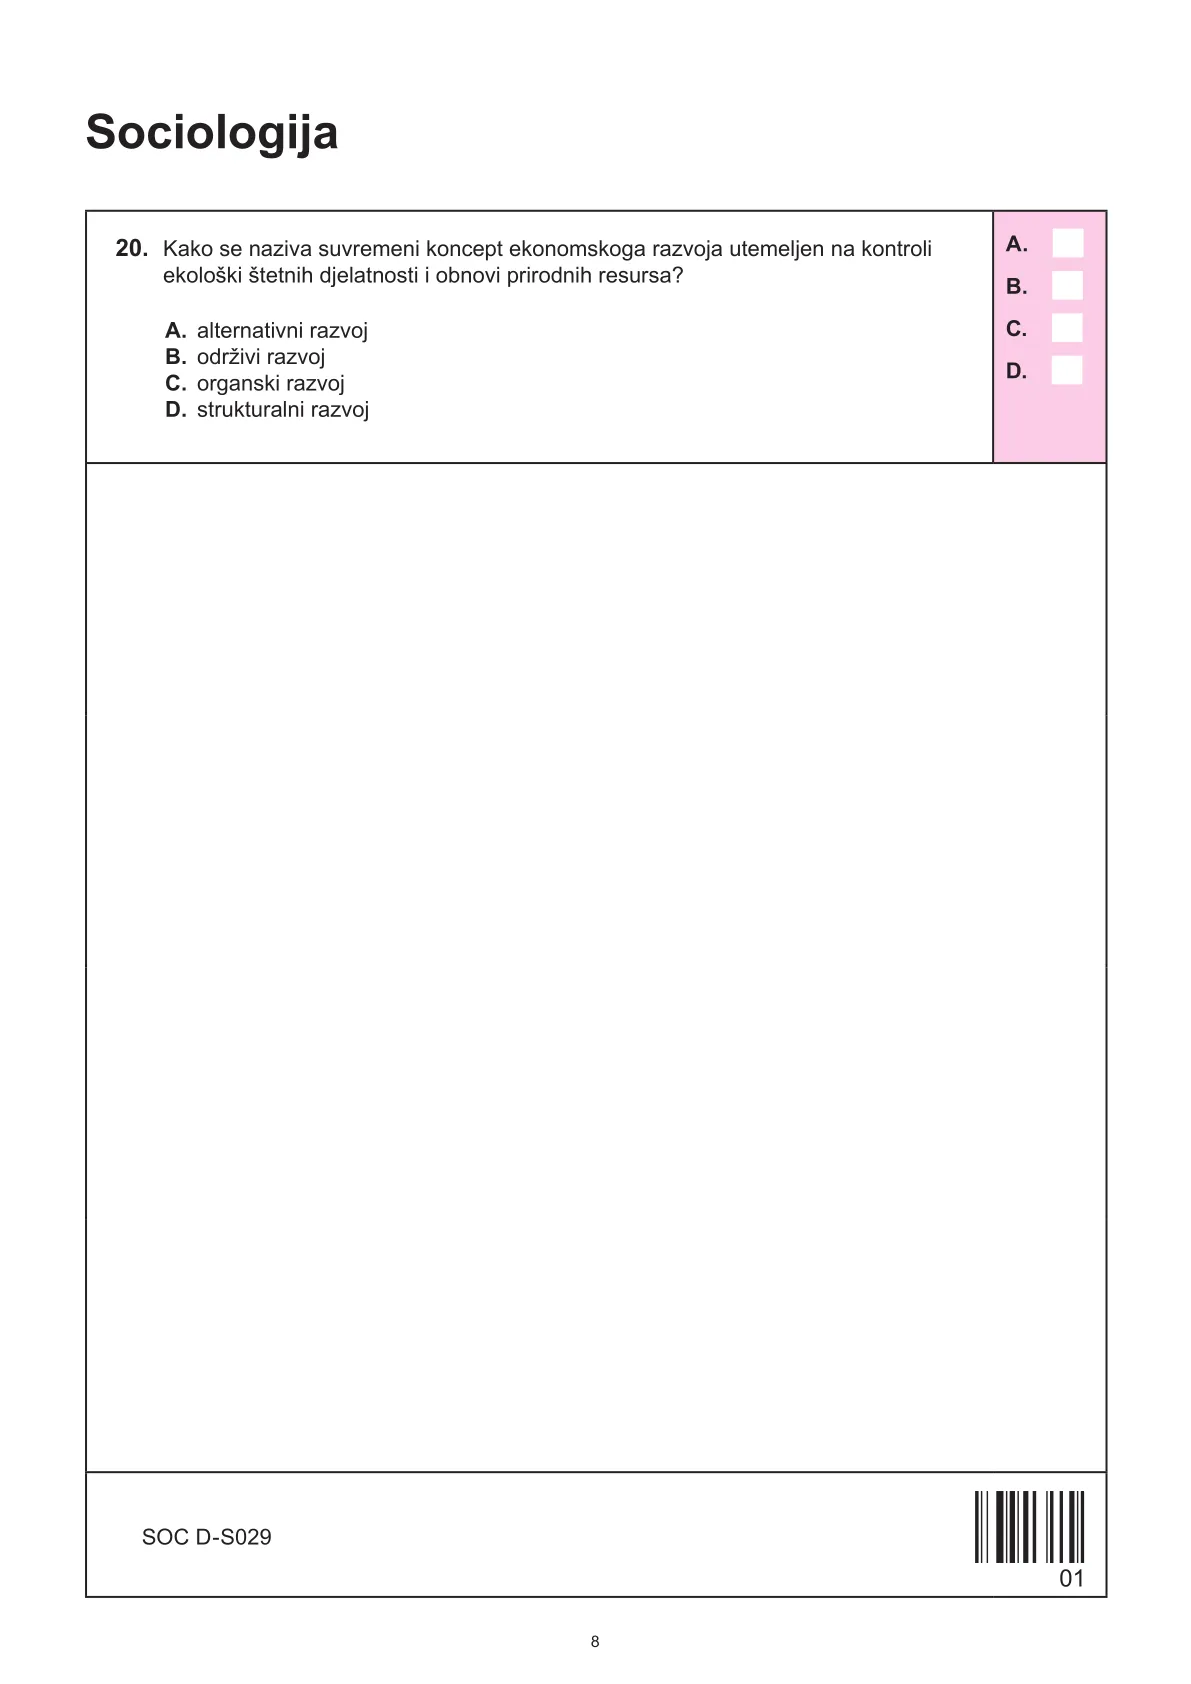 Sociologija
20. Kako se naziva suvremeni koncept ekonomskoga razvoja utemeljen na kontroli
ekološki štetnih djelatnosti i obnovi prirodnih resursa?
A. alternativni razvoj
B. održivi razvoj
C. organski razvoj
D. strukturalni razvoj
A.
B.
C.
D.
SOC D-S029
01
8